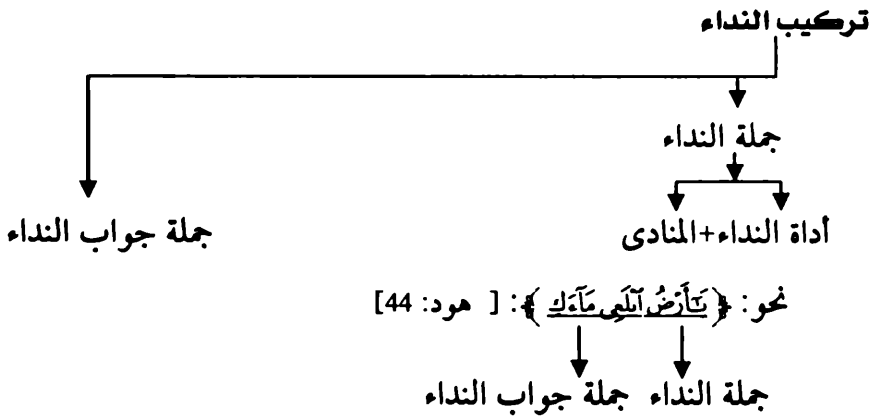 تركيب النداء
جملة النداء
أداة النداء+المنادى
جملة جواب النداء
نحو: ﴿يَٰٓأَرْضُ ٱبْلَعِى مَآءَكِ﴾: [ هود: 44]
جملة النداء جملة جواب النداء